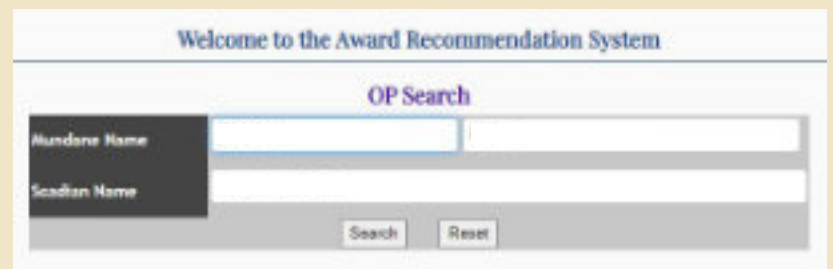 Welcome to the Award Recommendation System
OP Search
Mundane Name
Scadian Name
Search Reset